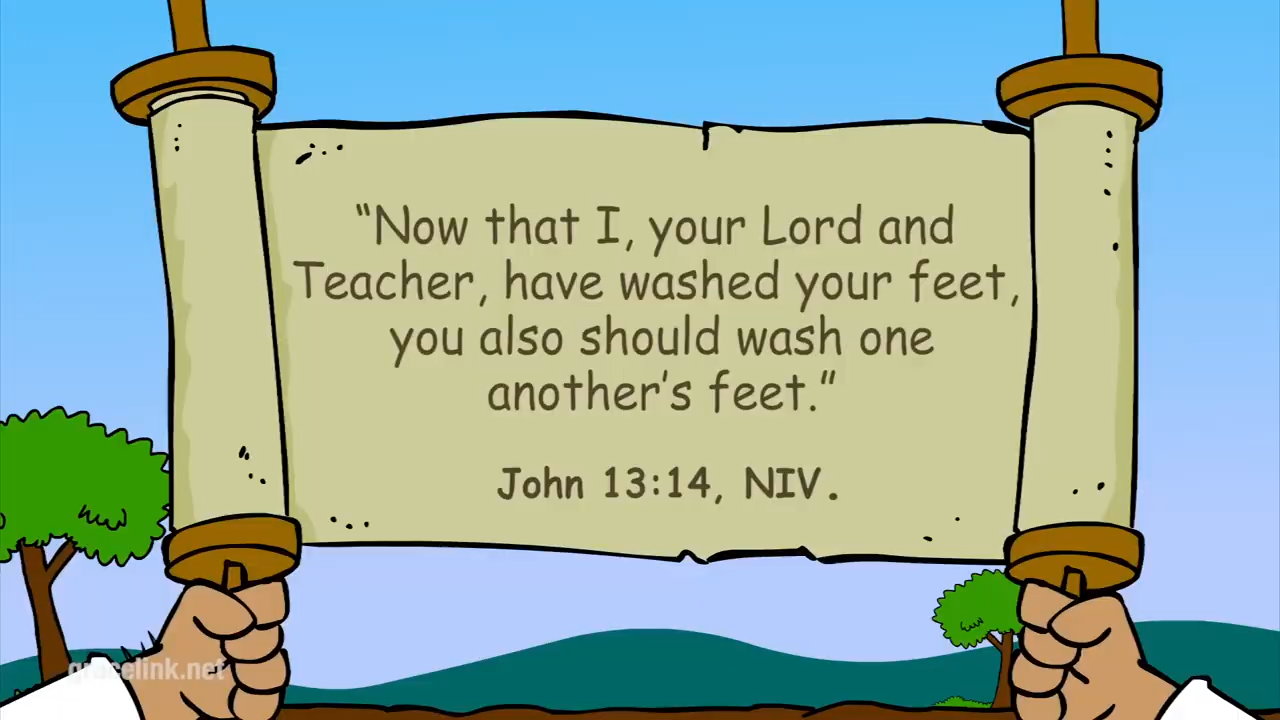 “Now that I, your Lord and
Teacher, have washed your feet,
you also should wash one
another’s feet.”
John 13:14, NIV.
gracelink.net